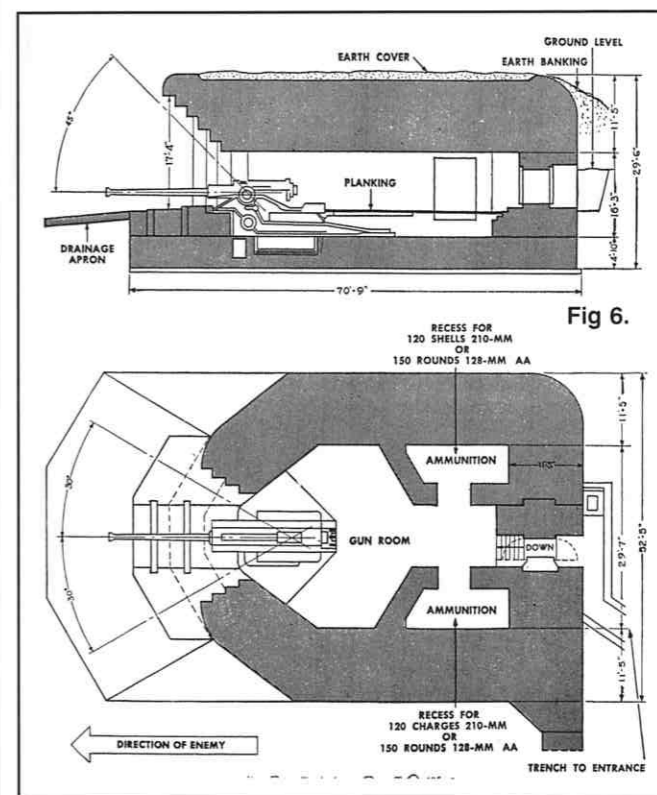 GROUND LEVEL
EARTH COVER
EARTH BANKING
45°
17'-4"
PLANKING
11'-5"
29'-6"
16'-3"
4'-10"
DRAINAGE
APRON
70'-9"
Fig 6.
RECESS FOR
120 SHELLS 210-MM
OR
150 ROUNDS 128-MM AA
11'-5"
AMMUNITION
30°
GUN ROOM
DOWN
29'-7"
52'-5"
30°
AMMUNITION
11'-5"
RECESS FOR
120 CHARGES 210-MM
OR
150 ROUNDS 128-MM AA
DIRECTION OF ENEMY
TRENCH TO ENTRANCE